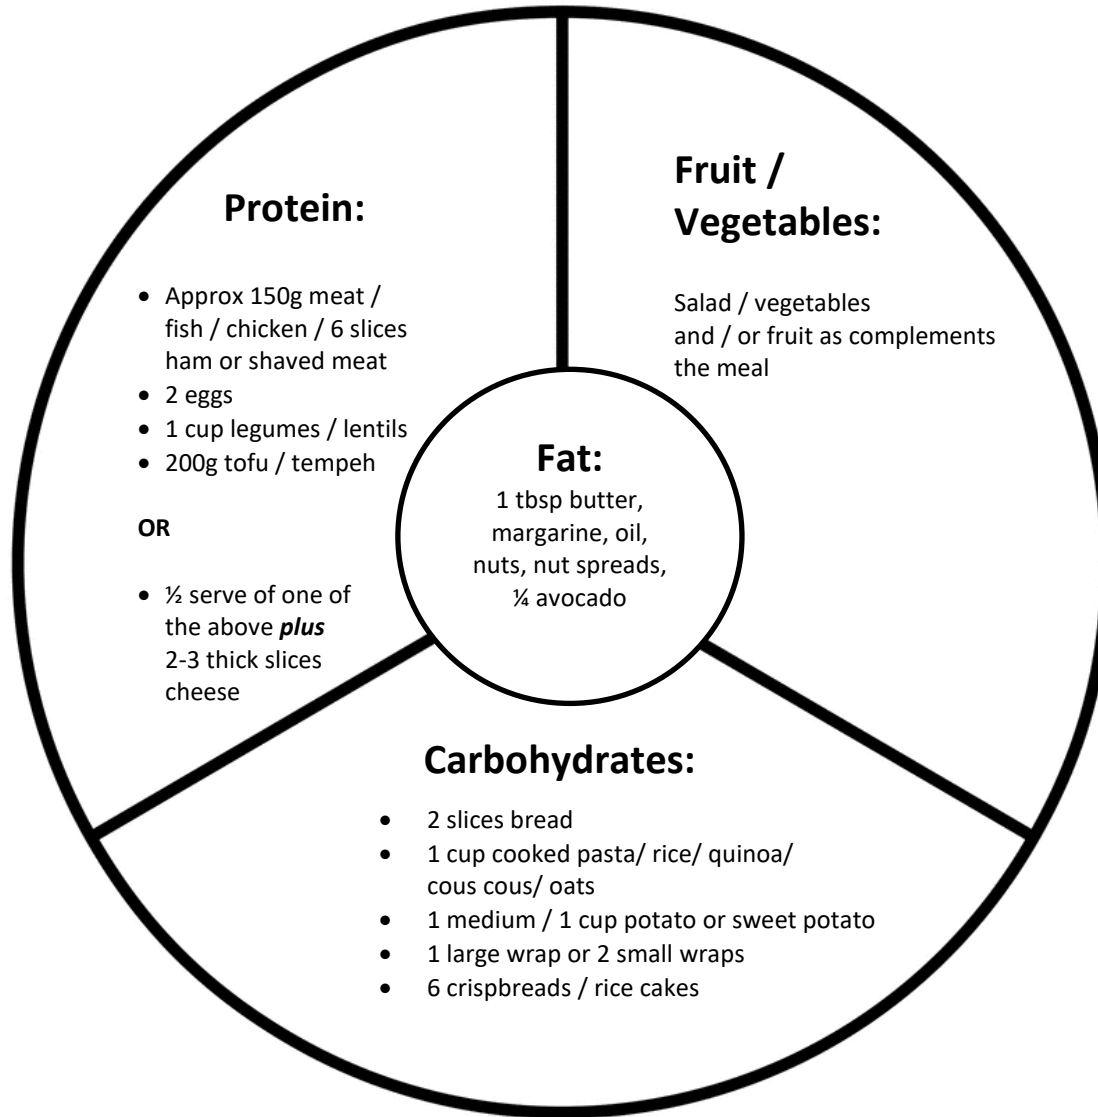 Protein:
• Approx 150g meat /
fish / chicken / 6 slices
ham or shaved meat
• 2 eggs
• 1 cup legumes / lentils
• 200g tofu / tempeh
OR
• ½ serve of one of
the above plus
2-3 thick slices
cheese
Fruit /
Vegetables:
Salad / vegetables
and / or fruit as complements
the meal
Fat:
1 tbsp butter,
margarine, oil,
nuts, nut spreads,
¼ avocado
Carbohydrates:
• 2 slices bread
• 1 cup cooked pasta/ rice/ quinoa/
cous cous/ oats
• 1 medium / 1 cup potato or sweet potato
• 1 large wrap or 2 small wraps
• 6 crispbreads / rice cakes